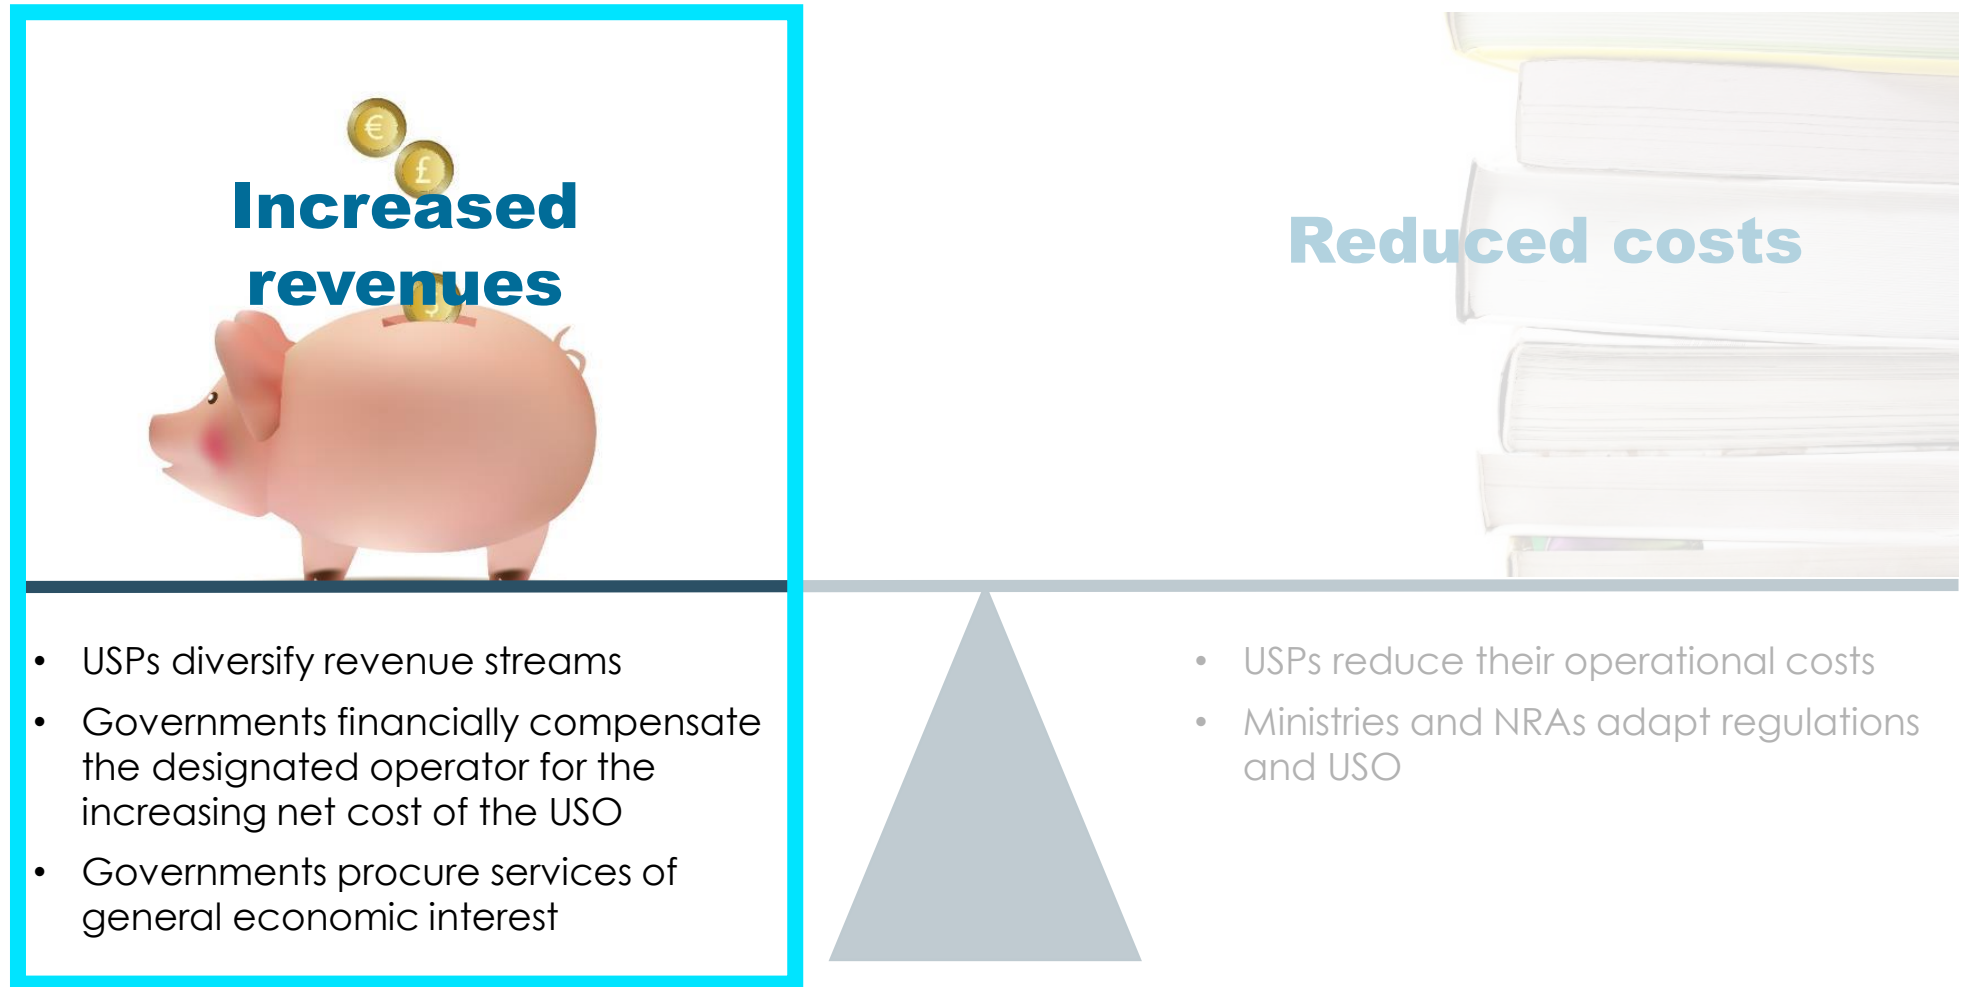 €
£
$
Increased
revenues
• USPs diversify revenue streams
• Governments financially compensate
the designated operator for the
increasing net cost of the USO
• Governments procure services of
general economic interest
Reduced costs
• USPs reduce their operational costs
• Ministries and NRAs adapt regulations
and USO